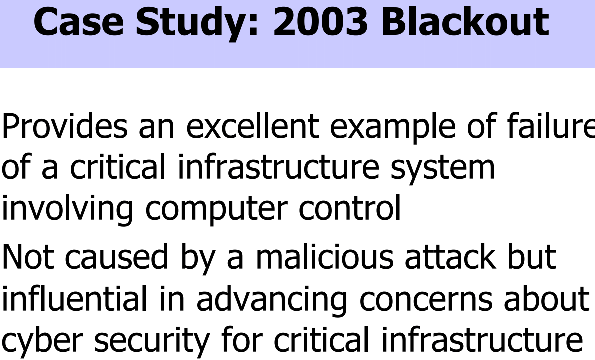 Case Study: 2003 Blackout
Provides an excellent example of failure
of a critical infrastructure system
involving computer control
Not caused by a malicious attack but
influential in advancing concerns about
cyber security for critical infrastructure